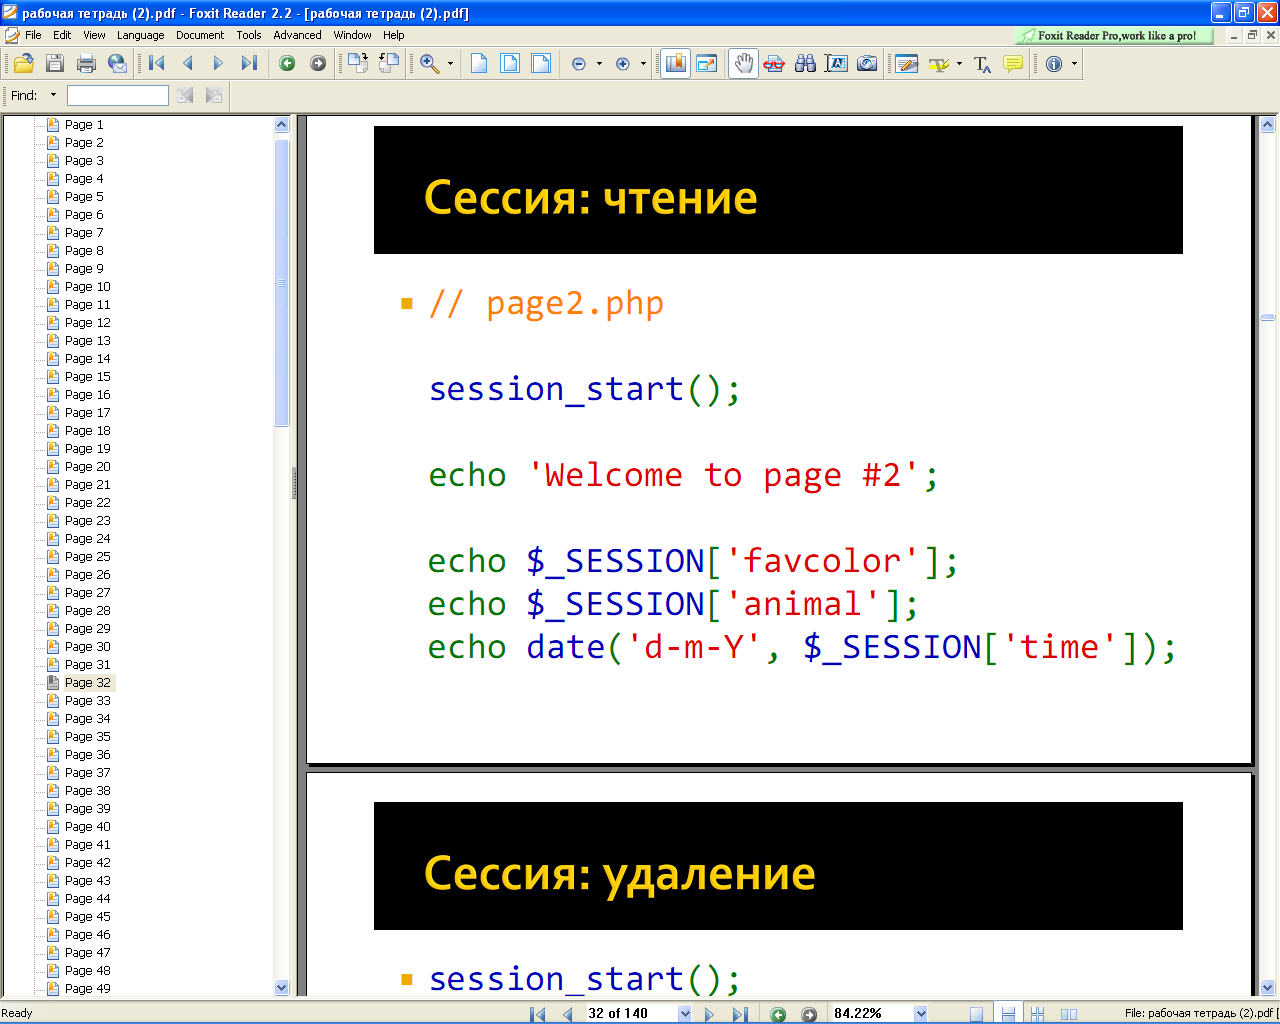 рабочая тетрадь (2).pdf - Foxit Reader 2.2 - [рабочая тетрадь (2).pdf]
File Edit View Language Document Tools Advanced Window Help
Foxit Reader Pro,work like a pro!
Find:
Page 1
Page 2
Page 3
Page 4
Page 5
Page 6
Page 7
Page 8
Page 9
Page 10
Page 11
Page 12
Page 13
Page 14
Page 15
Page 16
Page 17
Page 18
Page 19
Page 20
Page 21
Page 22
Page 23
Page 24
Page 25
Page 26
Page 27
Page 28
Page 29
Page 30
Page 31
Page 32
Page 33
Page 34
Page 35
Page 36
Page 37
Page 38
Page 39
Page 40
Page 41
Page 42
Page 43
Page 44
Page 45
Page 46
Page 47
Page 48
Page 49
Сессия: чтение
// page2.php
session_start();
echo 'Welcome to page #2';
echo $_SESSION['favcolor'];
echo $_SESSION['animal'];
echo date('d-m-Y', $_SESSION['time']);
Сессия: удаление
session_start();
Ready
32 of 140
84.22%
File: рабочая тетрадь (2).pdf [